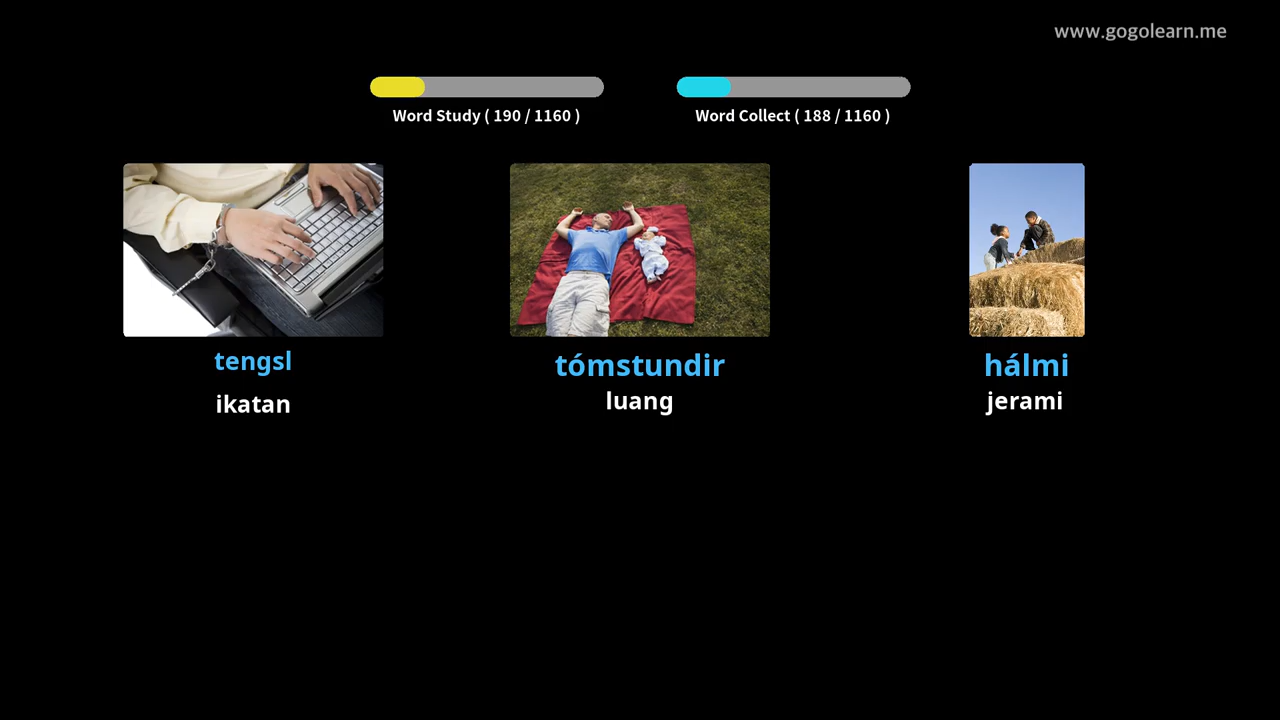 www.gogolearn.me
Word Study ( 190 / 1160 )
Word Collect ( 188 / 1160 )
tengsl
ikatan
tómstundir
luang
hálmi
jerami